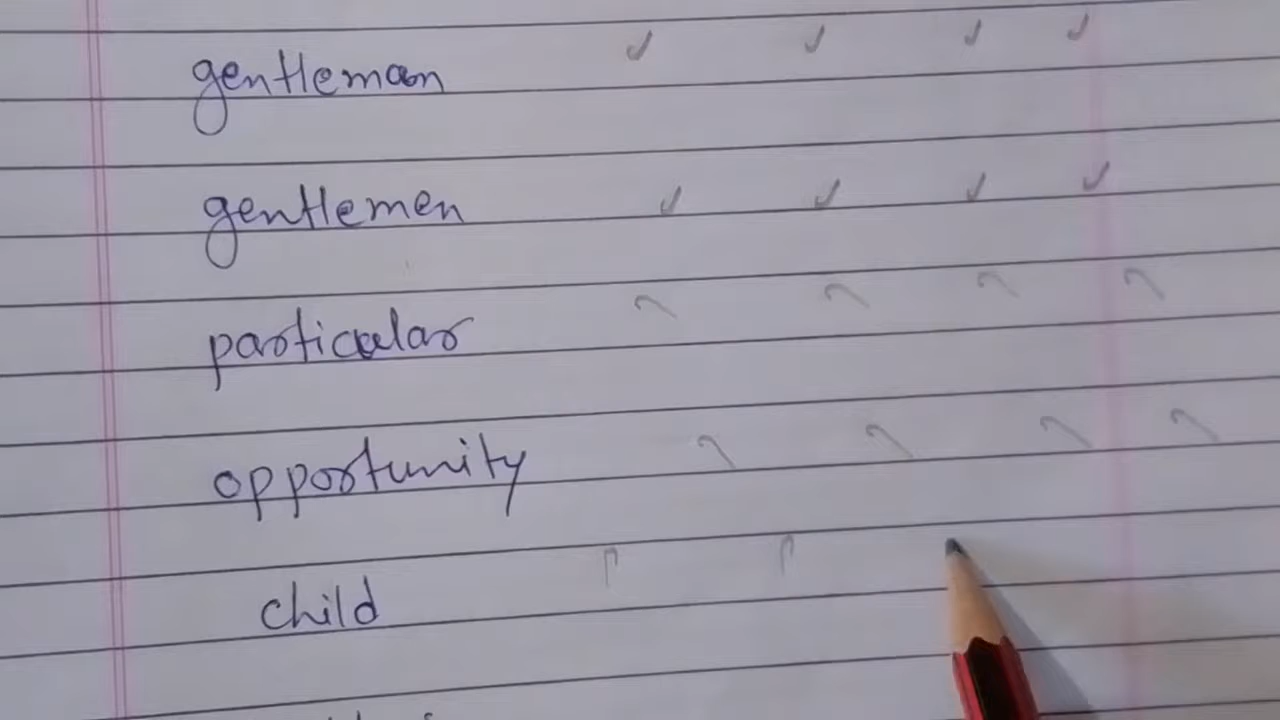 gentleman
gentlemen
particular
opportunity
child